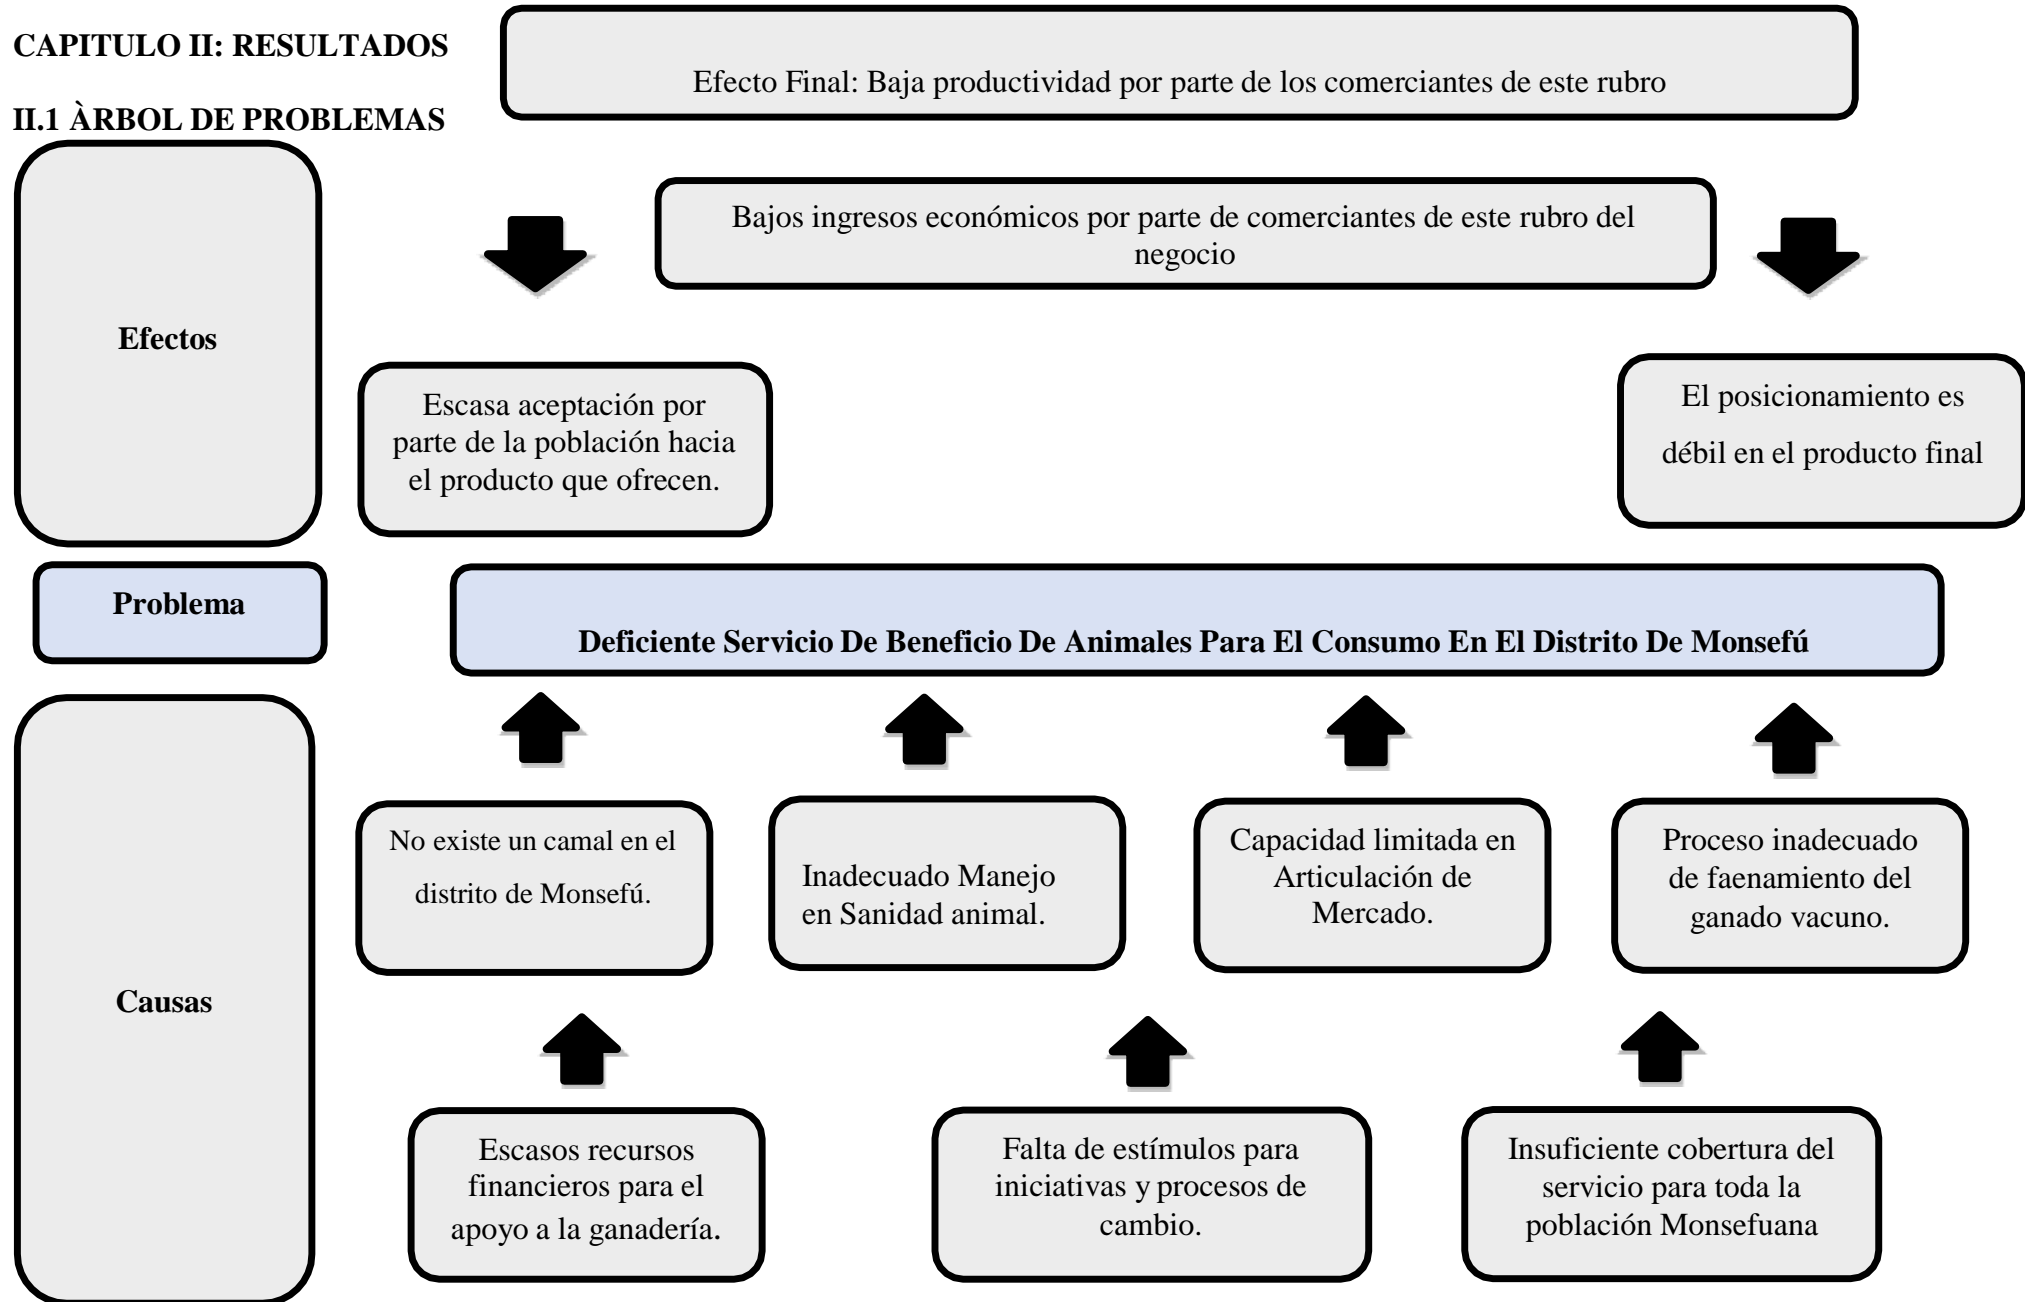 CAPITULO II: RESULTADOS
II.1 ÀRBOL DE PROBLEMAS
Efecto Final: Baja productividad por parte de los comerciantes de este rubro
Bajos ingresos económicos por parte de comerciantes de este rubro del
negocio
Efectos
Escasa aceptación por
parte de la población hacia
el producto que ofrecen.
El posicionamiento es
débil en el producto final
Problema
Deficiente Servicio De Beneficio De Animales Para El Consumo En El Distrito De Monsefú
Causas
No existe un camal en el
distrito de Monsefú.
Inadecuado Manejo
en Sanidad animal.
Capacidad limitada en
Articulación de
Mercado.
Proceso inadecuado
de faenamiento del
ganado vacuno.
Escasos recursos
financieros para el
apoyo a la ganadería.
Falta de estímulos para
iniciativas y procesos de
cambio.
Insuficiente cobertura del
servicio para toda la
población Monsefuana